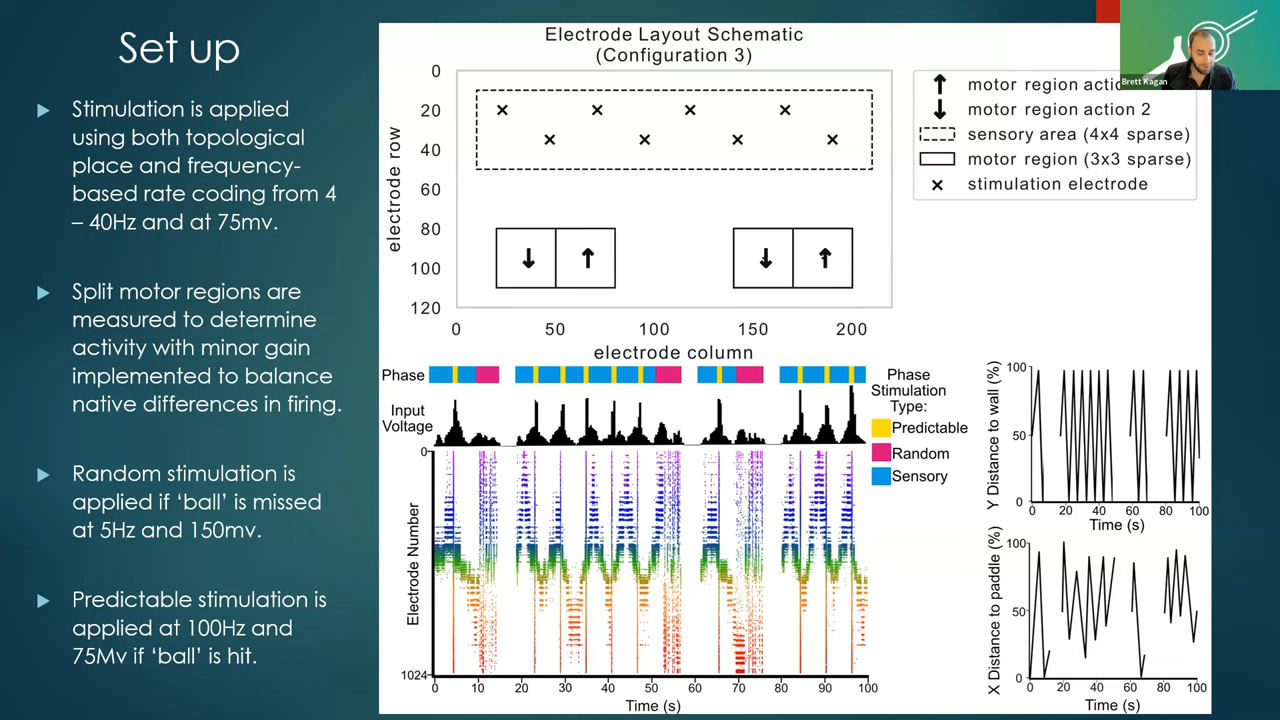 Set up
Stimulation is applied
using both topological
place and frequency-
based rate coding from 4
– 40Hz and at 75mv.
Split motor regions are
measured to determine
activity with minor gain
implemented to balance
native differences in firing.
Random stimulation is
applied if ‘ball’ is missed
at 5Hz and 150mv.
Predictable stimulation is
applied at 100Hz and
75Mv if ‘ball’ is hit.
Electrode Layout Schematic
(Configuration 3)
electrode row
0
20
40
60
80
100
120
0 50 100 150 200
electrode column
motor region
motor region action 2
sensory area (4x4 sparse)
motor region (3x3 sparse)
stimulation electrode
Brett Kagan
Phase
Input
Voltage
Phase
Stimulation
Type:
Predictable
Random
Sensory
Electrode Number
0
1024
0 10 20 30 40 50 60 70 80 90 100
Time (s)
Y Distance to wall (%)
100
50
0
0 20 40 60 80 100
Time (s)
X Distance to paddle (%)
100
50
0
0 20 40 60 80 100
Time (s)